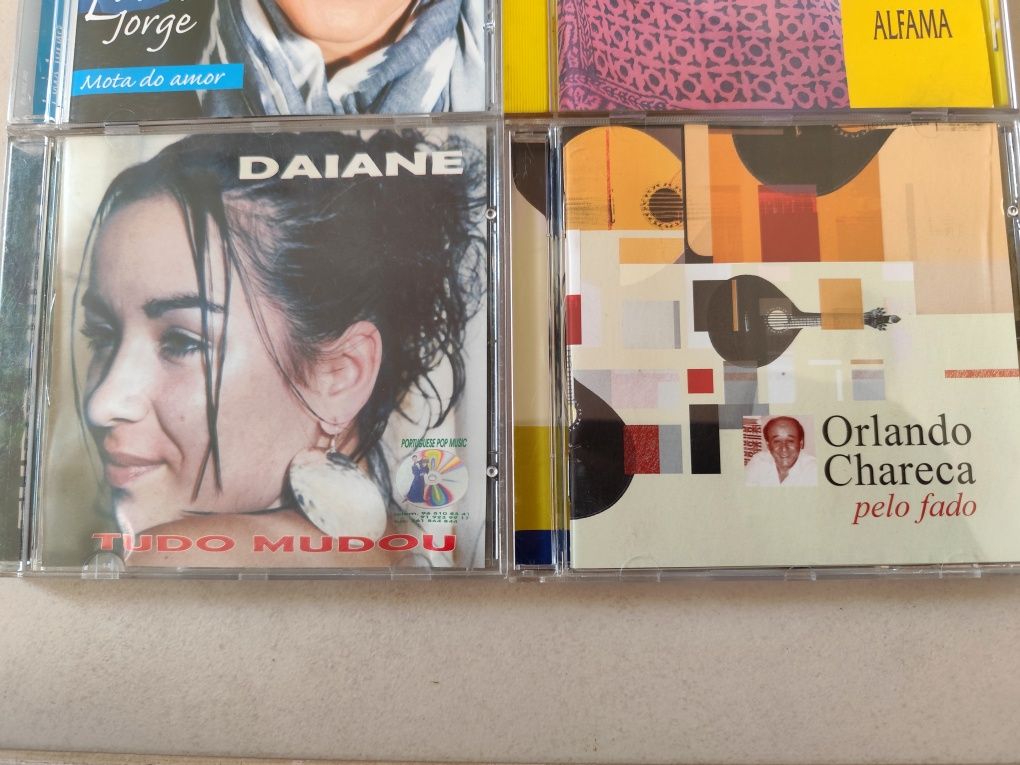 Jorge
Mota do amor
ALFAMA
DAIANE
PORTUGUESE POP MUSIC
TUDO MUDOU
Orlando
Chareca
pelo fado